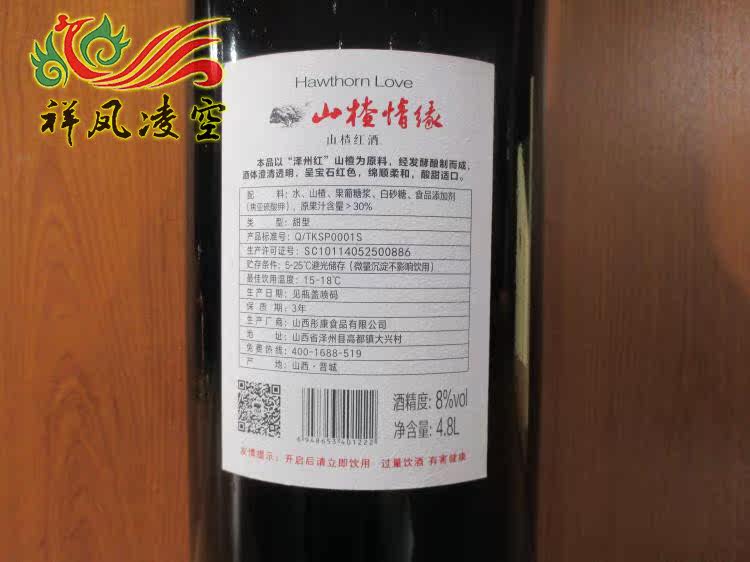 祥凤凌空
Hawthorn Love
山楂情缘
山楂红酒
本品以“泽州红”山楂为原料，经发酵酿制而成，
酒体澄清透明，呈宝石红色，绵顺柔和，酸甜适口。
配 料：水、山楂、果葡糖浆、白砂糖、食品添加剂
（焦亚硫酸钾），原果汁含量＞30%
类 型：甜型
产品标准号：Q/TKSP0001S
生产许可证号：SC10114052500886
贮存条件：5-25℃避光储存（微量沉淀不影响饮用）
最佳饮用温度：15-18℃
生产日期：见瓶盖喷码
保 质 期：3年
生产厂商：山西彤康食品有限公司
地 址：山西省泽州县高都镇大兴村
免费热线：400-1688-519
产 地：山西·晋城
酒精度：8%vol
净含量：4.8L
6948653401222
友情提示：开启后请立即饮用 过量饮酒 有害健康